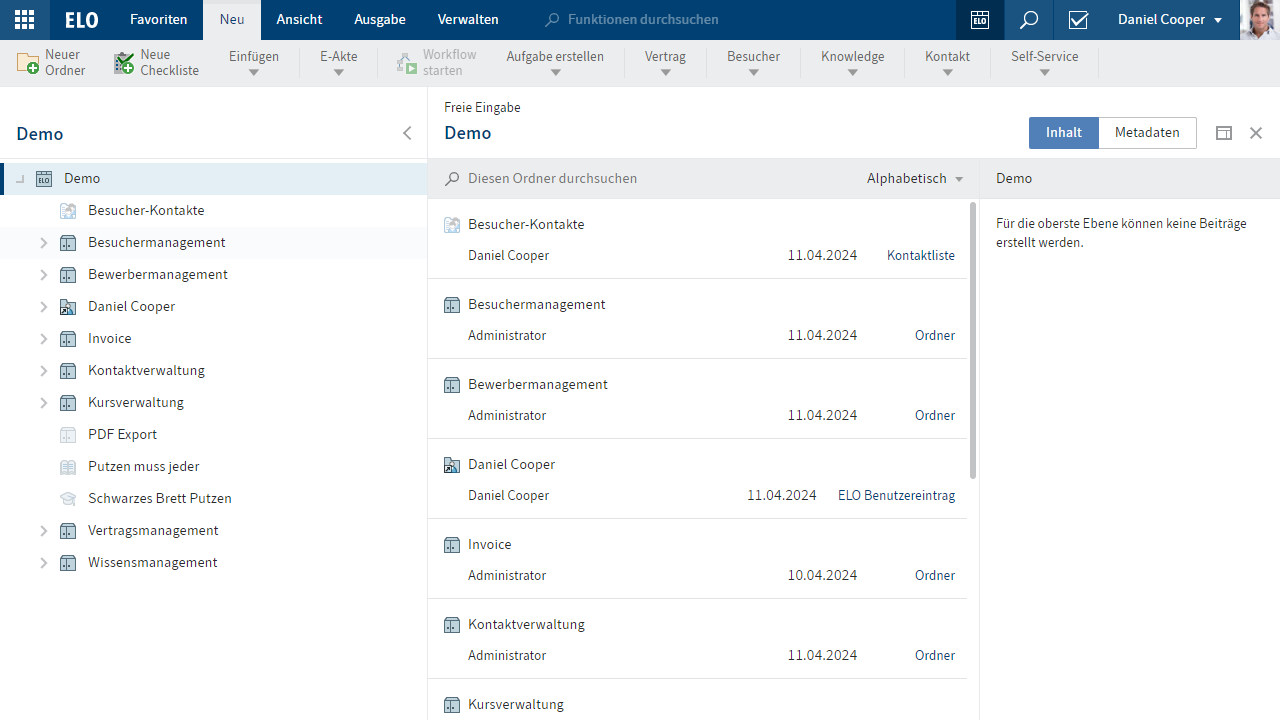 ELO
Favoriten
Neu
Ansicht
Ausgabe
Verwalten
Funktionen durchsuchen
ELO
Daniel Cooper
Neuer
Ordner
Neue
Checkliste
Einfügen
E-Akte
Workflow
starten
Aufgabe erstellen
Vertrag
Besucher
Knowledge
Kontakt
Self-Service
Demo
Freie Eingabe
Demo
Inhalt
Metadaten
ELO
Demo
Besucher-Kontakte
Besuchermanagement
Bewerbermanagement
Daniel Cooper
Invoice
Kontaktverwaltung
Kursverwaltung
PDF Export
Putzen muss jeder
Schwarzes Brett Putzen
Vertragsmanagement
Wissensmanagement
Diesen Ordner durchsuchen
Alphabetisch
Besucher-Kontakte
Daniel Cooper 11.04.2024 Kontaktliste
Besuchermanagement
Administrator 11.04.2024 Ordner
Bewerbermanagement
Administrator 11.04.2024 Ordner
Daniel Cooper
Daniel Cooper 11.04.2024 ELO Benutzereintrag
Invoice
Administrator 10.04.2024 Ordner
Kontaktverwaltung
Administrator 11.04.2024 Ordner
Kursverwaltung
Demo
Für die oberste Ebene können keine Beiträge
erstellt werden.